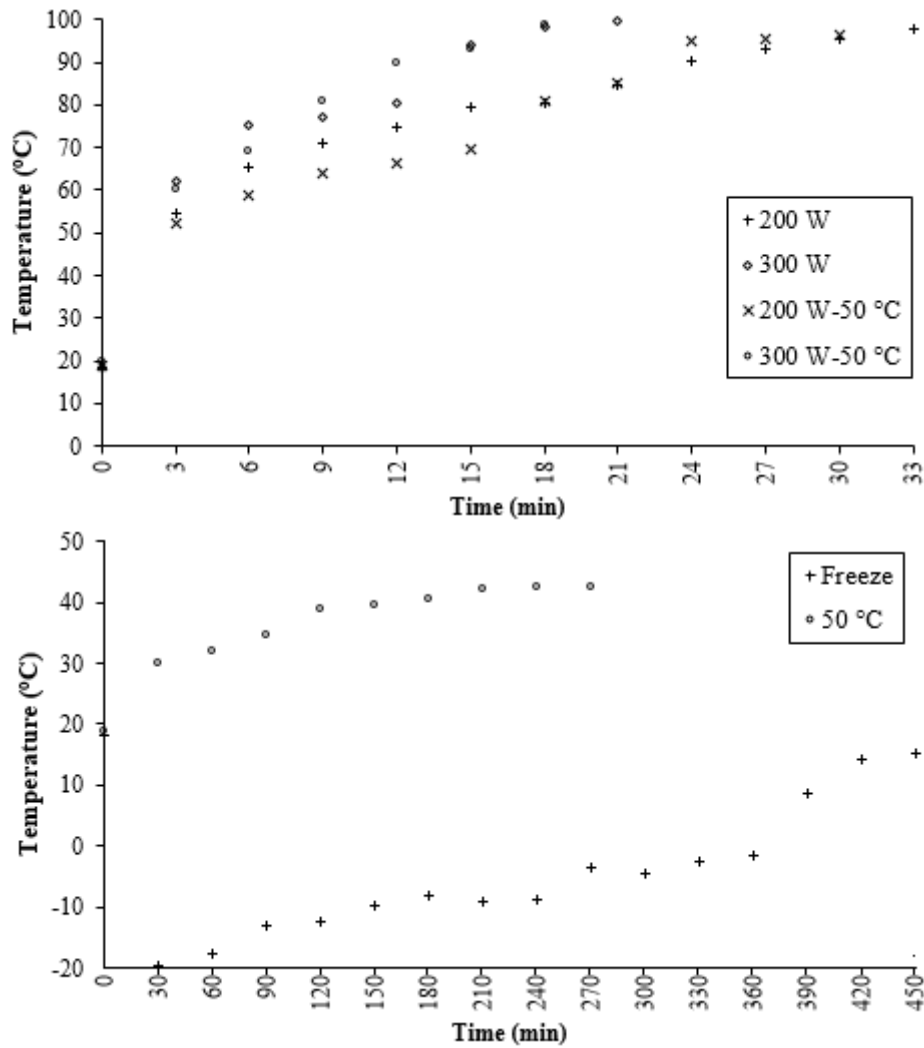 100
90
80
70
60
50
40
30
20
10
0
Temperature (ºC)
200 W
300 W
200 W-50 °C
300 W-50 °C
0 3 6 9 12 15 18 21 24 27 30 33
Time (min)
50
40
30
20
10
0
-10
-20
Temperature (ºC)
Freeze
50 °C
0 30 60 90 120 150 180 210 240 270 300 330 360 390 420 450
Time (min)